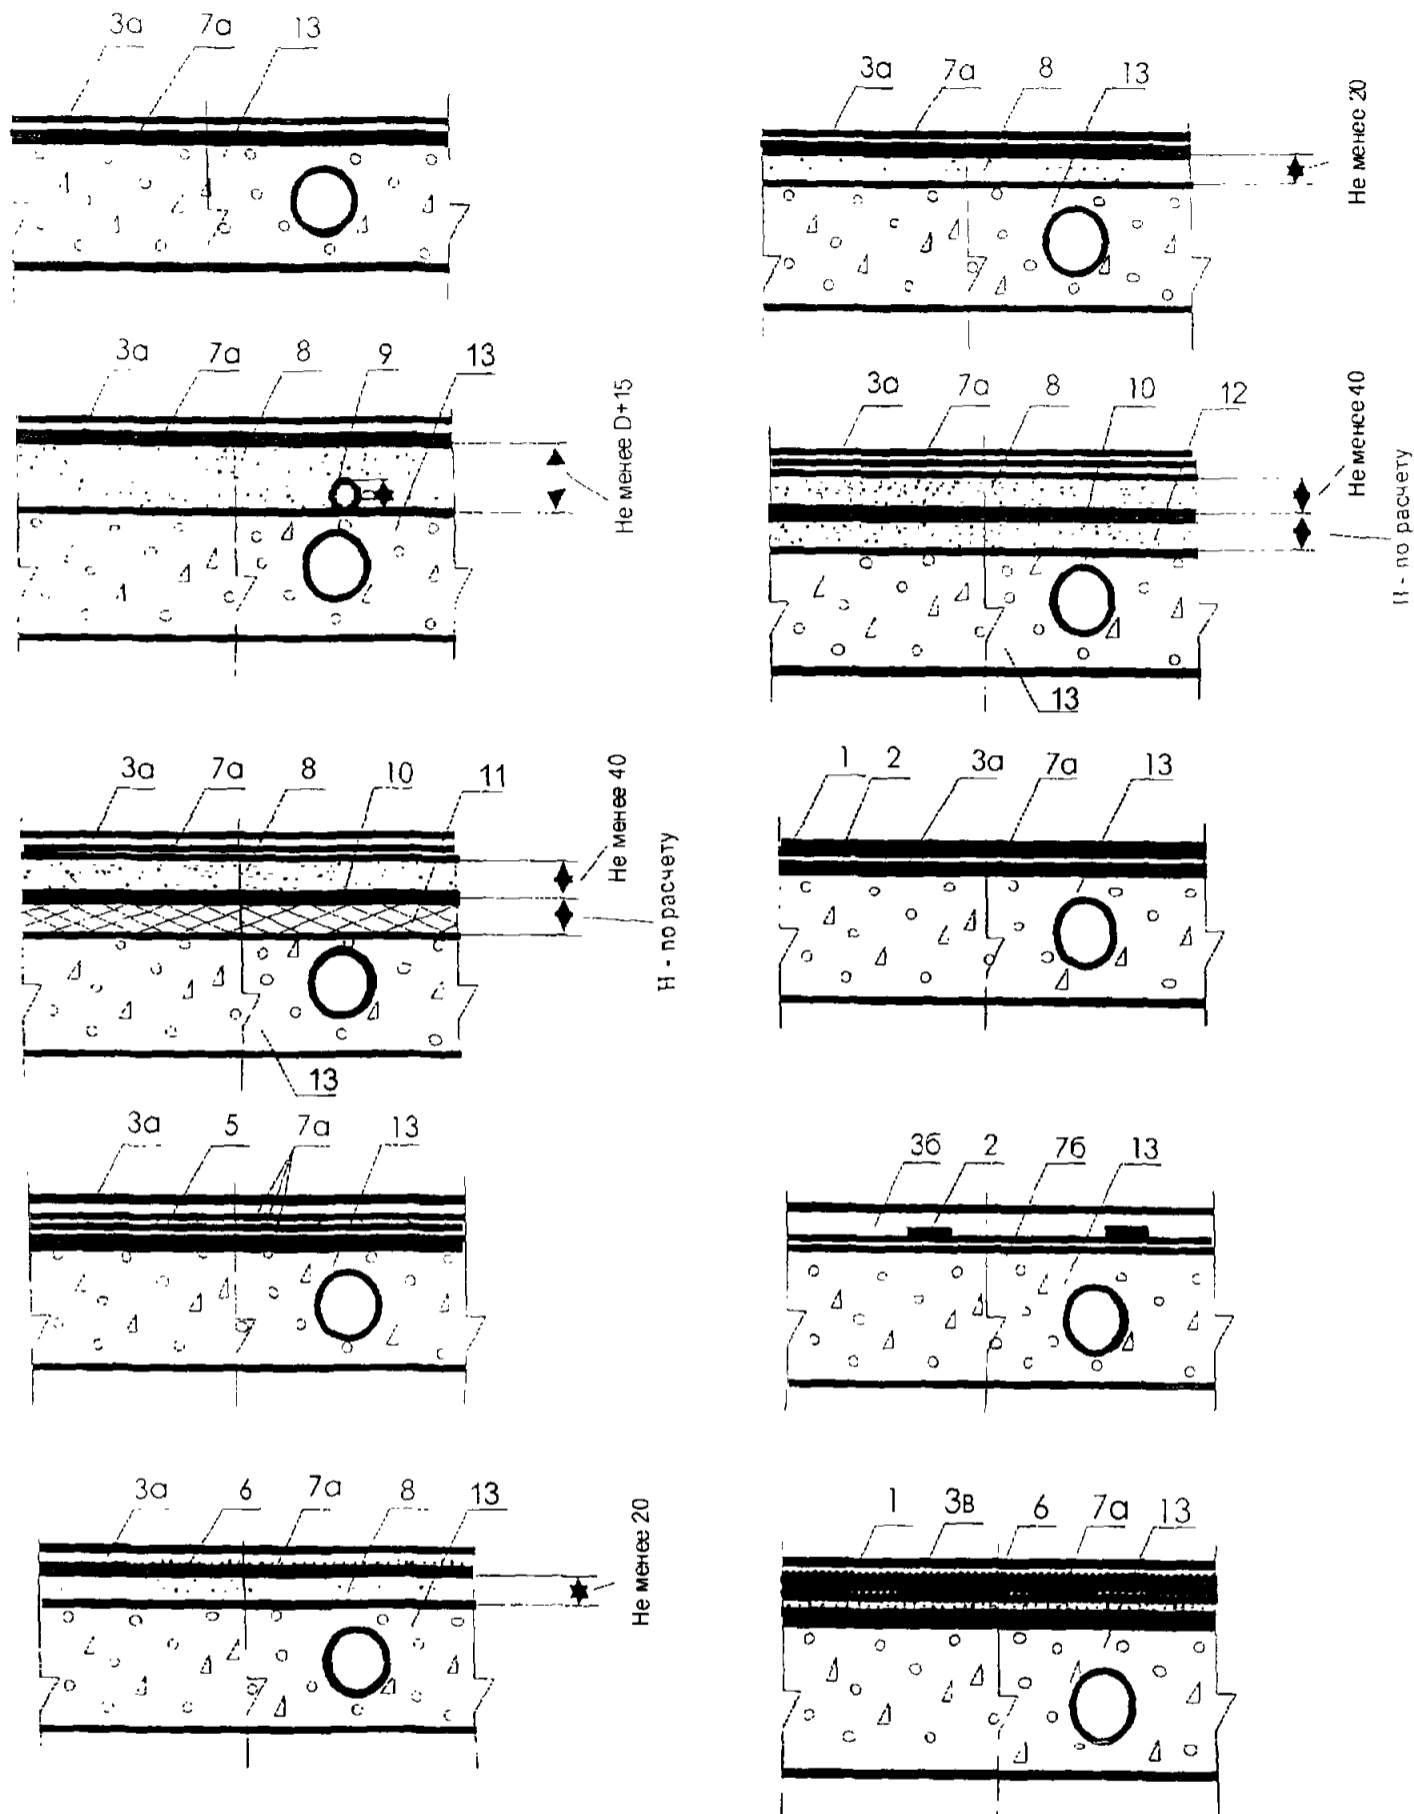 3а 7а 13
3а 7а 8 13
Не менее 20
3а 7а 8 9 13
Не менее D+15
3а 7а 8 10 12
Не менее 40
Н - по расчету
13
3а 7а 8 10 11
Не менее 40
Н - по расчету
13
1 2 3а 7а 13
3а 5 7а 13
3б 2 7б 13
3а 6 7а 8 13
Не менее 20
1 3в 6 7а 13